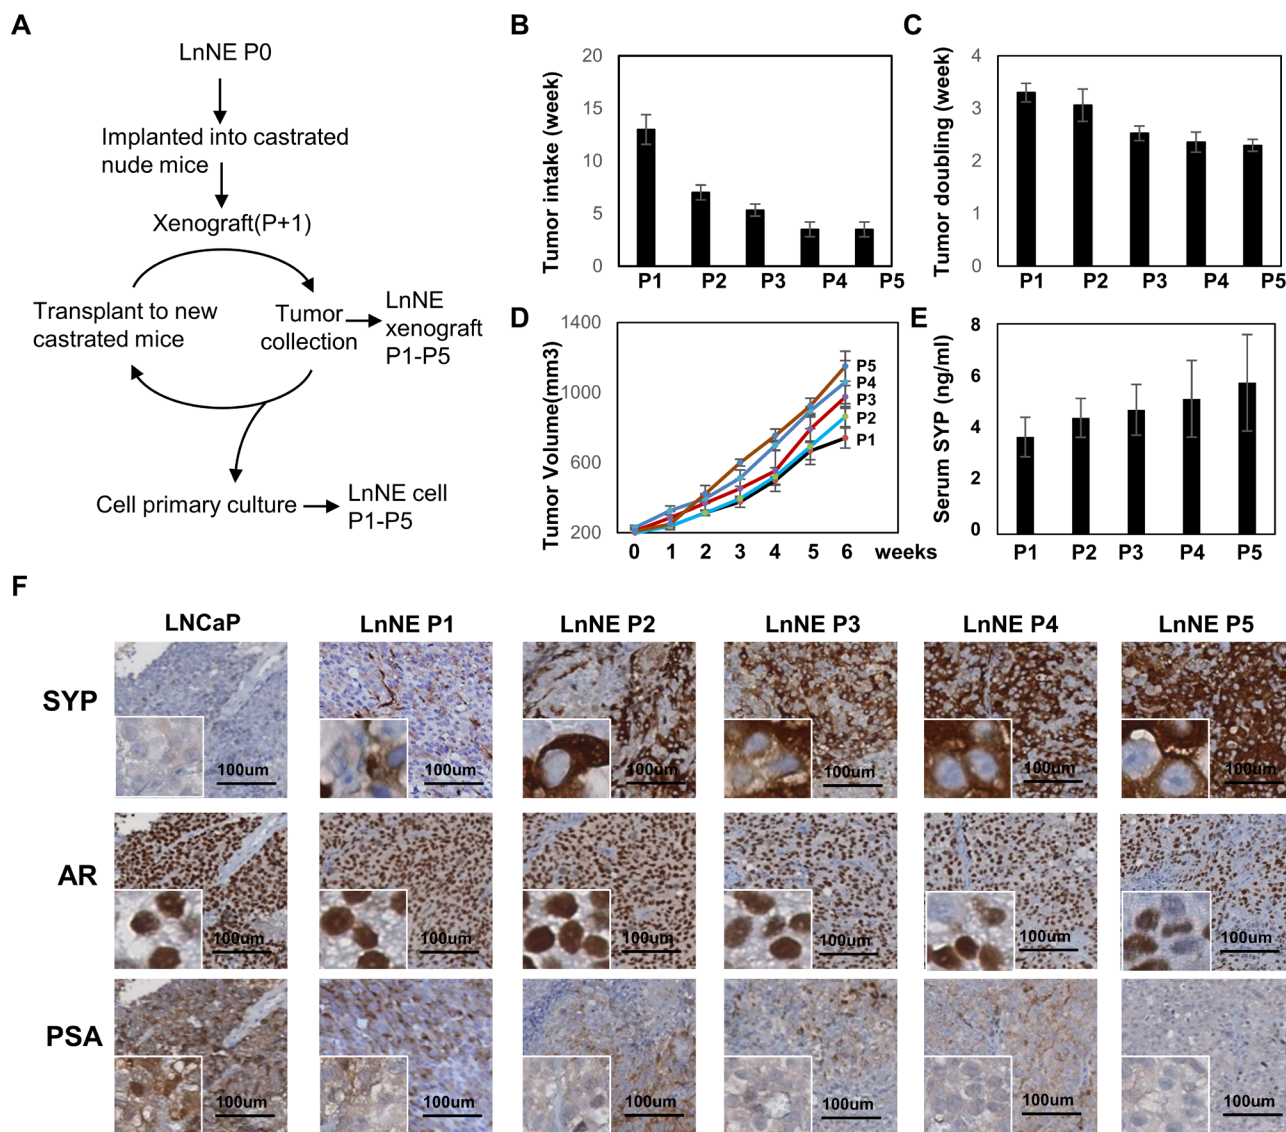 A
LnNE P0
Implanted into castrated
nude mice
Xenograft(P+1)
Transplant to new
castrated mice
Tumor
collection
LnNE
xenograft
P1-P5
Cell primary culture
LnNE cell
P1-P5
B
Tumor intake (week)
20
15
10
5
0
P1 P2 P3 P4 P5
C
Tumor doubling (week)
4
3
2
1
0
P1 P2 P3 P4 P5
D
Tumor Volume(mm3)
1400
1000
600
200
P5
P4
P3
P2
P1
0 1 2 3 4 5 6 weeks
E
Serum SYP (ng/ml)
8
6
4
2
0
P1 P2 P3 P4 P5
F
LNCaP LnNE P1 LnNE P2 LnNE P3 LnNE P4 LnNE P5
SYP
100um 100um 100um 100um 100um 100um
AR
100um 100um 100um 100um 100um 100um
PSA
100um 100um 100um 100um 100um 100um